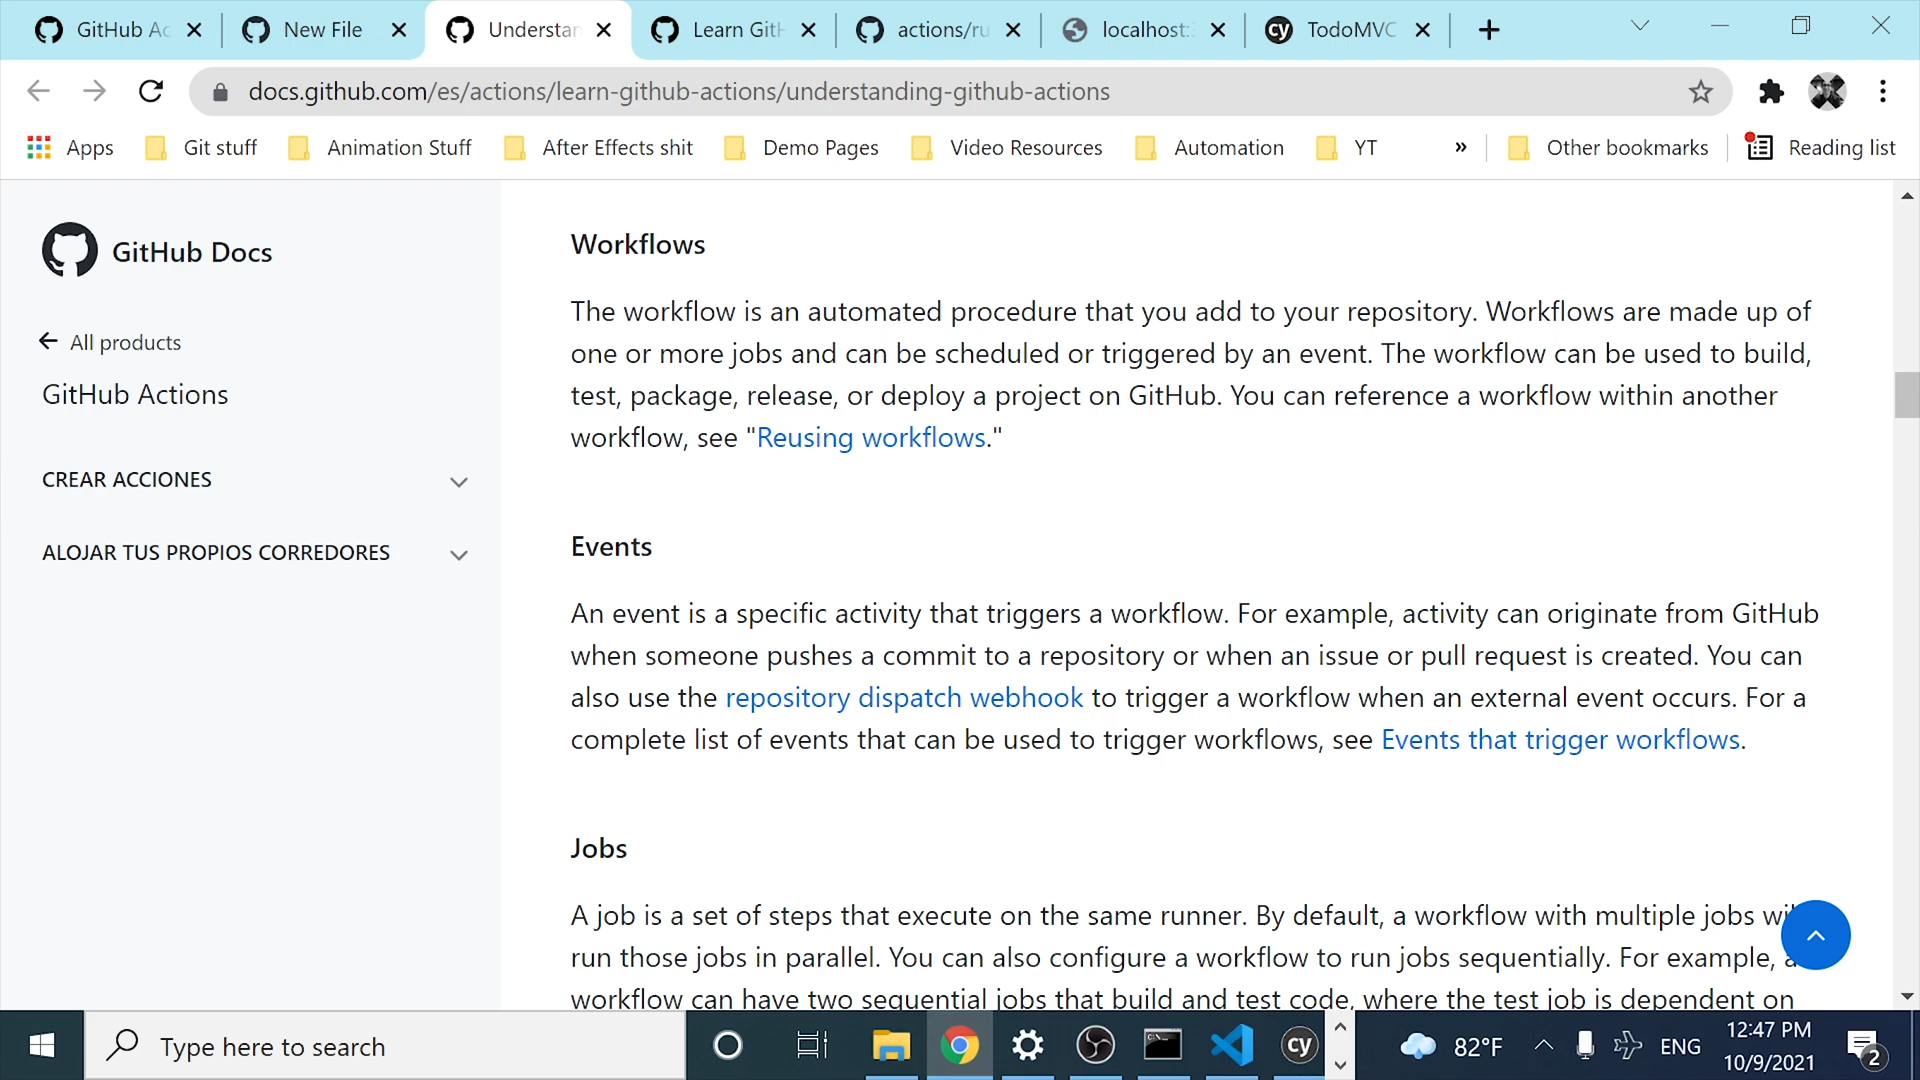 GitHub Ac
New File
Understan
Learn GitH
actions/ru
localhost:
cy
TodoMVC
docs.github.com/es/actions/learn-github-actions/understanding-github-actions
Apps
Git stuff
Animation Stuff
After Effects shit
Demo Pages
Video Resources
Automation
YT
»
Other bookmarks
Reading list
GitHub Docs
All products
GitHub Actions
CREAR ACCIONES
ALOJAR TUS PROPIOS CORREDORES
Workflows
The workflow is an automated procedure that you add to your repository. Workflows are made up of
one or more jobs and can be scheduled or triggered by an event. The workflow can be used to build,
test, package, release, or deploy a project on GitHub. You can reference a workflow within another
workflow, see "Reusing workflows."
Events
An event is a specific activity that triggers a workflow. For example, activity can originate from GitHub
when someone pushes a commit to a repository or when an issue or pull request is created. You can
also use the repository dispatch webhook to trigger a workflow when an external event occurs. For a
complete list of events that can be used to trigger workflows, see Events that trigger workflows.
Jobs
A job is a set of steps that execute on the same runner. By default, a workflow with multiple jobs
run those jobs in parallel. You can also configure a workflow to run jobs sequentially. For example, a
workflow can have two sequential jobs that build and test code, where the test job is dependent on
Type here to search
cy
82°F
ENG
12:47 PM
10/9/2021
2